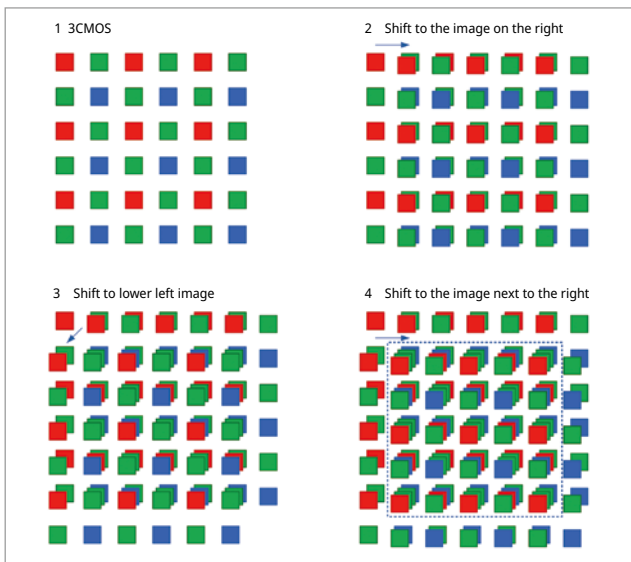 1 3CMOS
2 Shift to the image on the right
3 Shift to lower left image
4 Shift to the image next to the right